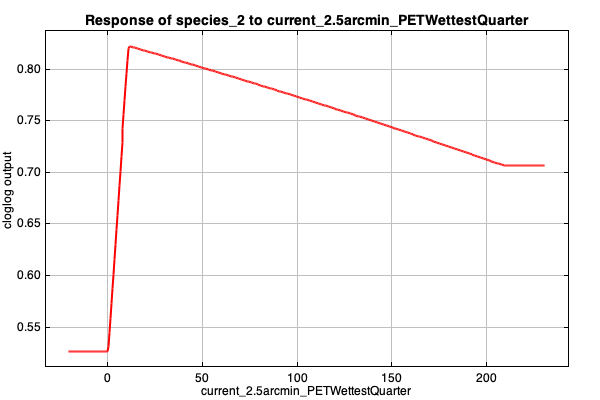 Response of species_2 to current_2.5arcmin_PETWettestQuarter
0.80
0.75
0.70
0.65
0.60
0.55
cloglog output
0 50 100 150 200
current_2.5arcmin_PETWettestQuarter